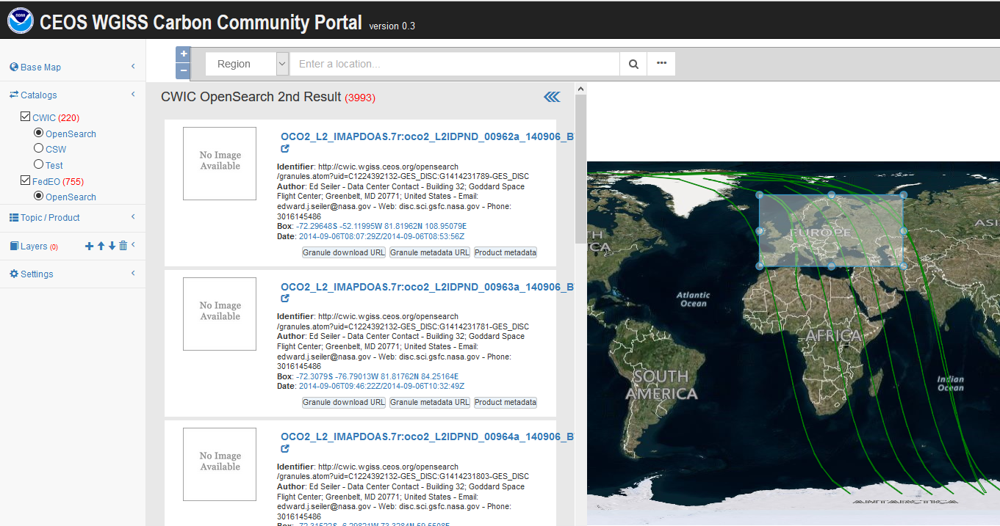 CEOS WGISS Carbon Community Portal version 0.3
Base Map
Catalogs
CWIC (220)
OpenSearch
CSW
Test
FedEO (755)
OpenSearch
Topic / Product
Layers (0)
Settings
+
−
Region
Enter a location...
CWIC OpenSearch 2nd Result (3993)
No Image
Available
OCO2_L2_IMAPDOAS.7r:oco2_L2IDPND_00962a_140906_B
Identifier: http://cwic.wgiss.ceos.org/opensearch
/granules.atom?uid=C1224392132-GES_DISC:G1414231789-GES_DISC
Author: Ed Seiler - Data Center Contact - Building 32; Goddard Space
Flight Center; Greenbelt, MD 20771; United States - Email:
edward.j.seiler@nasa.gov - Web: disc.sci.gsfc.nasa.gov - Phone:
3016145486
Box: -72.29648S -52.11995W 81.81962N 108.95079E
Date: 2014-09-06T08:07:29Z/2014-09-06T08:53:56Z
Granule download URL Granule metadata URL Product metadata
No Image
Available
OCO2_L2_IMAPDOAS.7r:oco2_L2IDPND_00963a_140906_B
Identifier: http://cwic.wgiss.ceos.org/opensearch
/granules.atom?uid=C1224392132-GES_DISC:G1414231781-GES_DISC
Author: Ed Seiler - Data Center Contact - Building 32; Goddard Space
Flight Center; Greenbelt, MD 20771; United States - Email:
edward.j.seiler@nasa.gov - Web: disc.sci.gsfc.nasa.gov - Phone:
3016145486
Box: -72.3079S -76.79013W 81.81762N 84.25164E
Date: 2014-09-06T09:46:22Z/2014-09-06T10:32:49Z
Granule download URL Granule metadata URL Product metadata
No Image
Available
OCO2_L2_IMAPDOAS.7r:oco2_L2IDPND_00964a_140906_B
Identifier: http://cwic.wgiss.ceos.org/opensearch
/granules.atom?uid=C1224392132-GES_DISC:G1414231803-GES_DISC
Author: Ed Seiler - Data Center Contact - Building 32; Goddard Space
Flight Center; Greenbelt, MD 20771; United States - Email:
edward.j.seiler@nasa.gov - Web: disc.sci.gsfc.nasa.gov - Phone:
3016145486
EUROPE
ASI
TH
ICA
Atlantic
Ocean
AFRICA
SOUTH
AMERICA
Indian
Ocean
ANTARCTICA